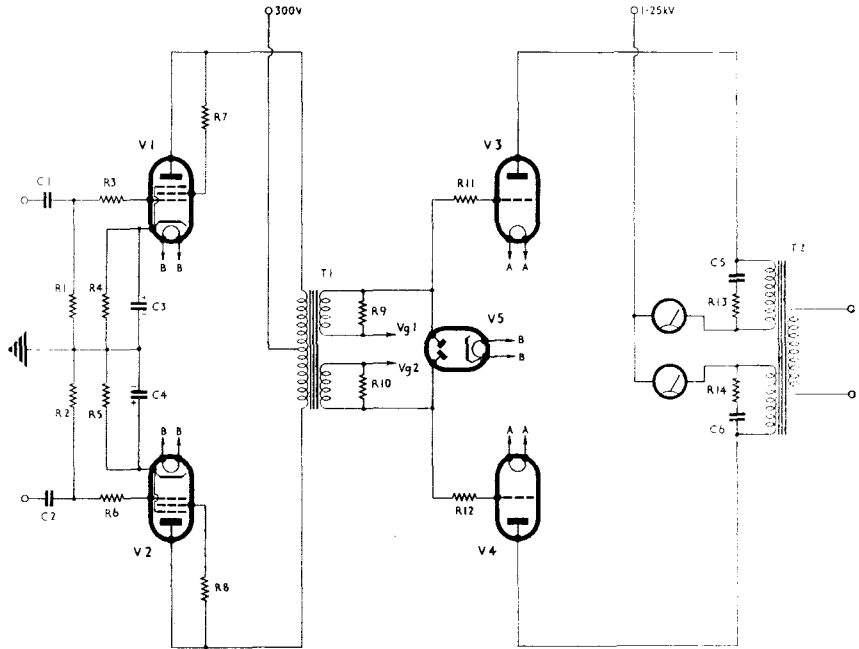 300V
1·25kV
R7
V1
V3
C1
R3
R11
B B
A A
T2
R1
R4
C3
T1
C5
R13
R9
V5
Vg1
B
B
Vg2
R10
R2
R5
C4
R14
C6
B B
A A
C2
R6
R12
V2
V4
R8